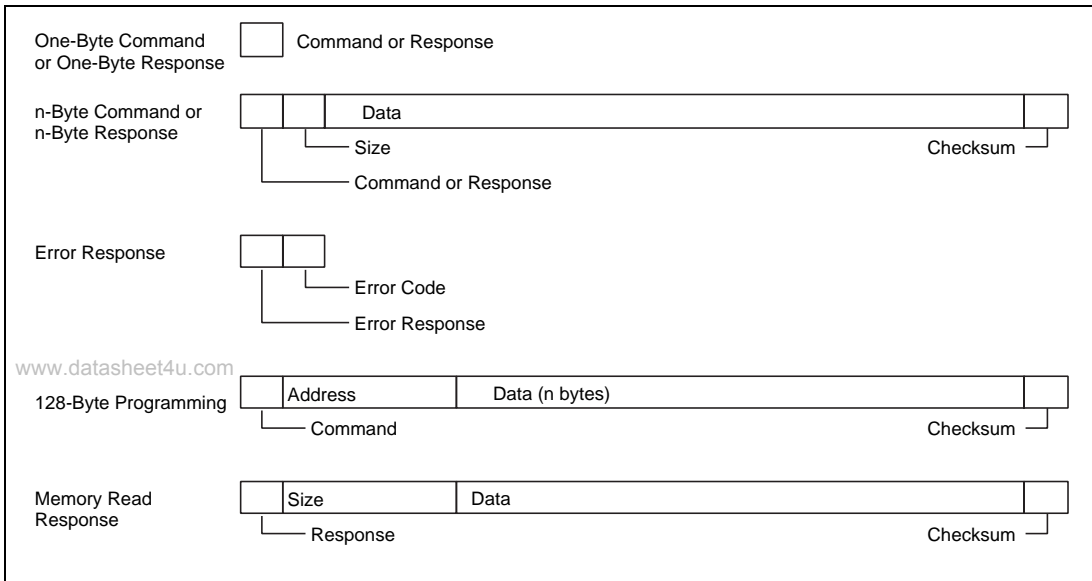 One-Byte Command
or One-Byte Response
Command or Response
n-Byte Command or
n-Byte Response
Data
Size
Checksum
Command or Response
Error Response
Error Code
Error Response
www.datasheet4u.com
128-Byte Programming
Address
Data (n bytes)
Command
Checksum
Memory Read
Response
Size
Data
Response
Checksum